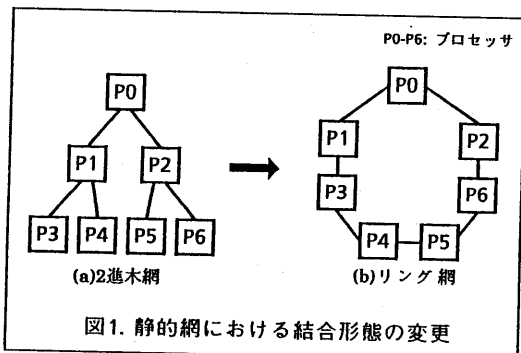 P0-P6: プロセッサ
P0
P1 P2
P3 P4 P5 P6
(a)2進木網
P0
P1 P2
P3 P6
P4 P5
(b)リング網
図1. 静的網における結合形態の変更